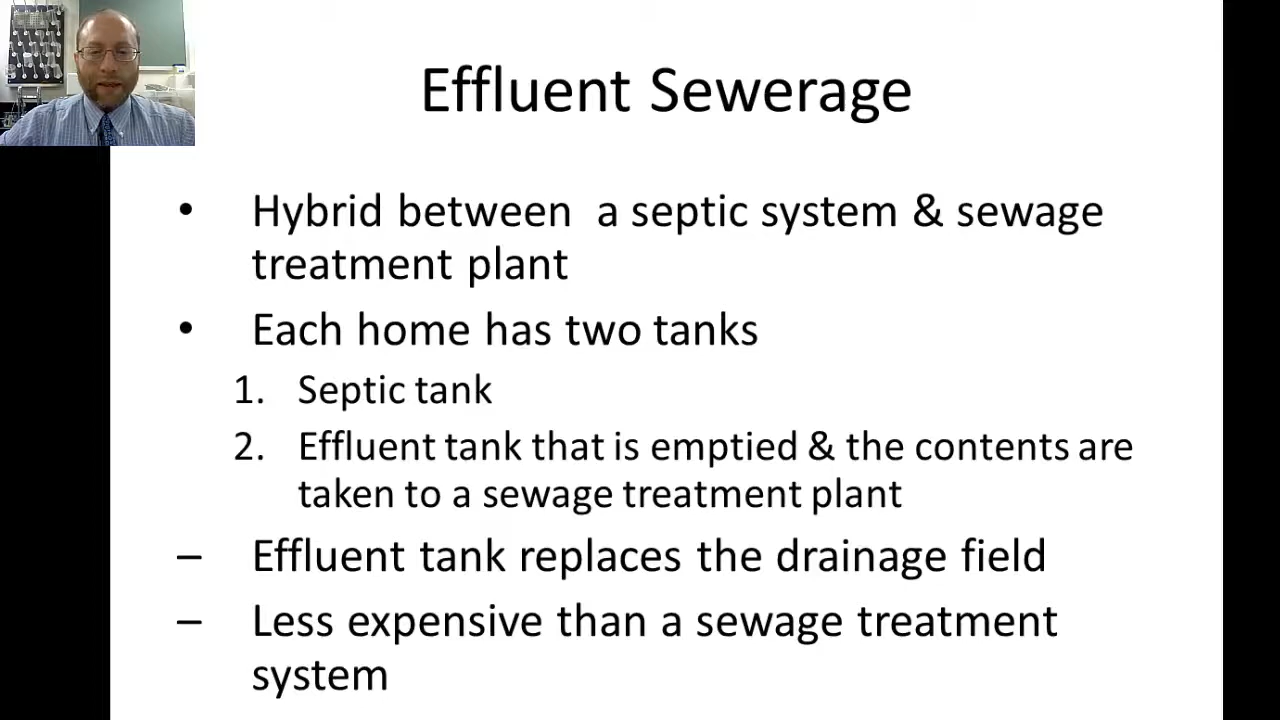 Effluent Sewerage
• Hybrid between a septic system & sewage
treatment plant
• Each home has two tanks
1. Septic tank
2. Effluent tank that is emptied & the contents are
taken to a sewage treatment plant
– Effluent tank replaces the drainage field
– Less expensive than a sewage treatment
system